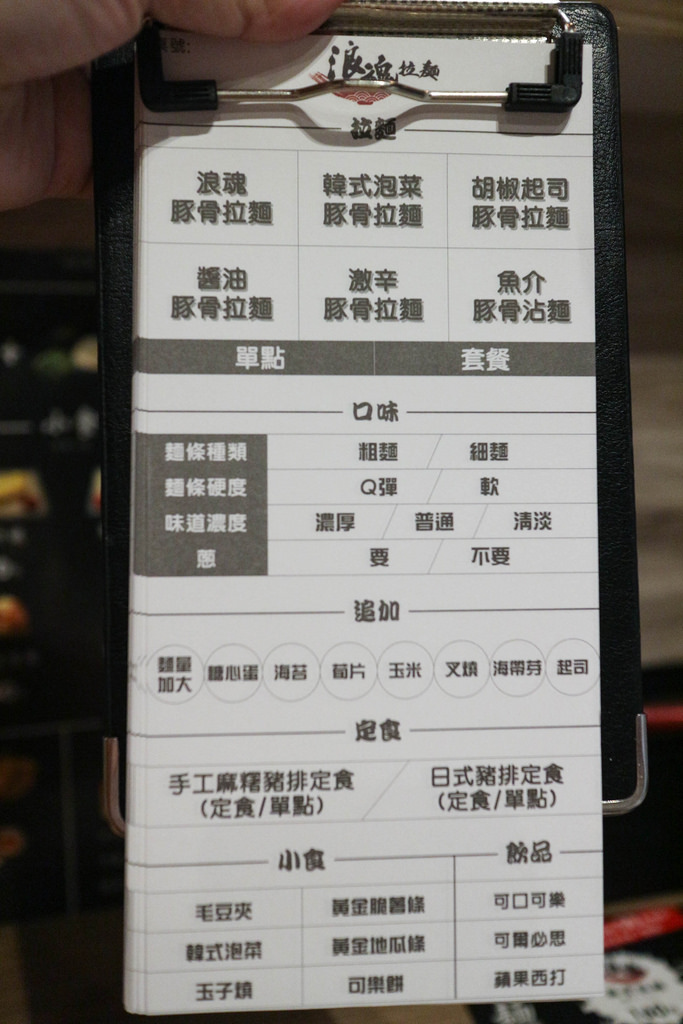 桌號:
浪魂拉麵
拉麵
浪魂 韓式泡菜 胡椒起司
豚骨拉麵 豚骨拉麵 豚骨拉麵
醬油 激辛 魚介
豚骨拉麵 豚骨拉麵 豚骨沾麵
單點 套餐
口味
麵條種類 粗麵 / 細麵
麵條硬度 Q彈 / 軟
味道濃度 濃厚 / 普通 / 清淡
蔥 要 / 不要
追加
麵量加大 糖心蛋 海苔 筍片 玉米 叉燒 海帶芽 起司
定食
手工麻糬豬排定食 / 日式豬排定食
(定食/單點) (定食/單點)
小食 飲品
毛豆夾 黃金脆薯條 可口可樂
韓式泡菜 黃金地瓜條 可爾必思
玉子燒 可樂餅 蘋果西打